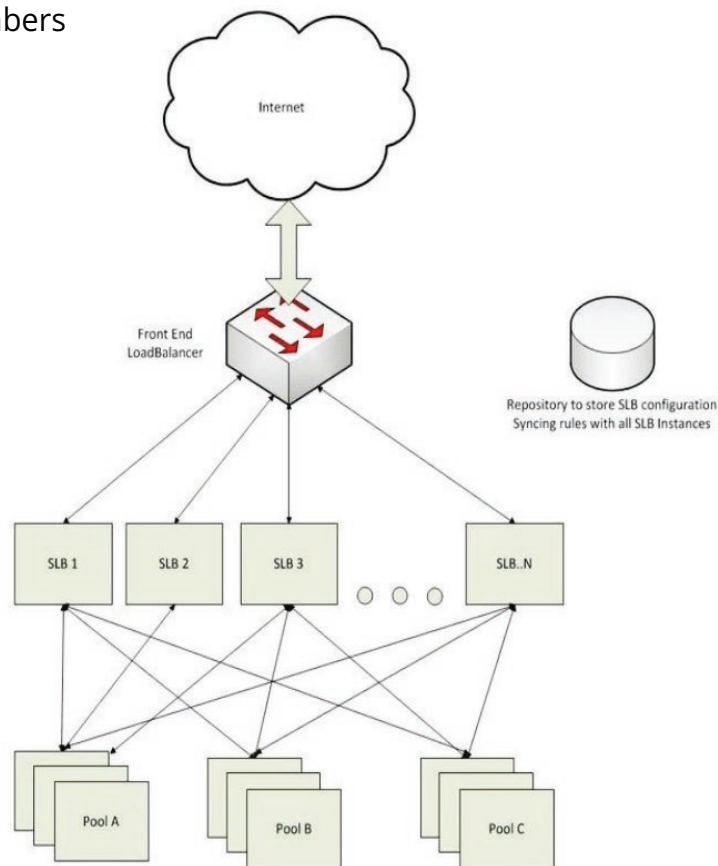 Internet
Front End
LoadBalancer
Repository to store SLB configuration
Syncing rules with all SLB Instances
SLB 1
SLB 2
SLB 3
SLB..N
Pool A
Pool B
Pool C